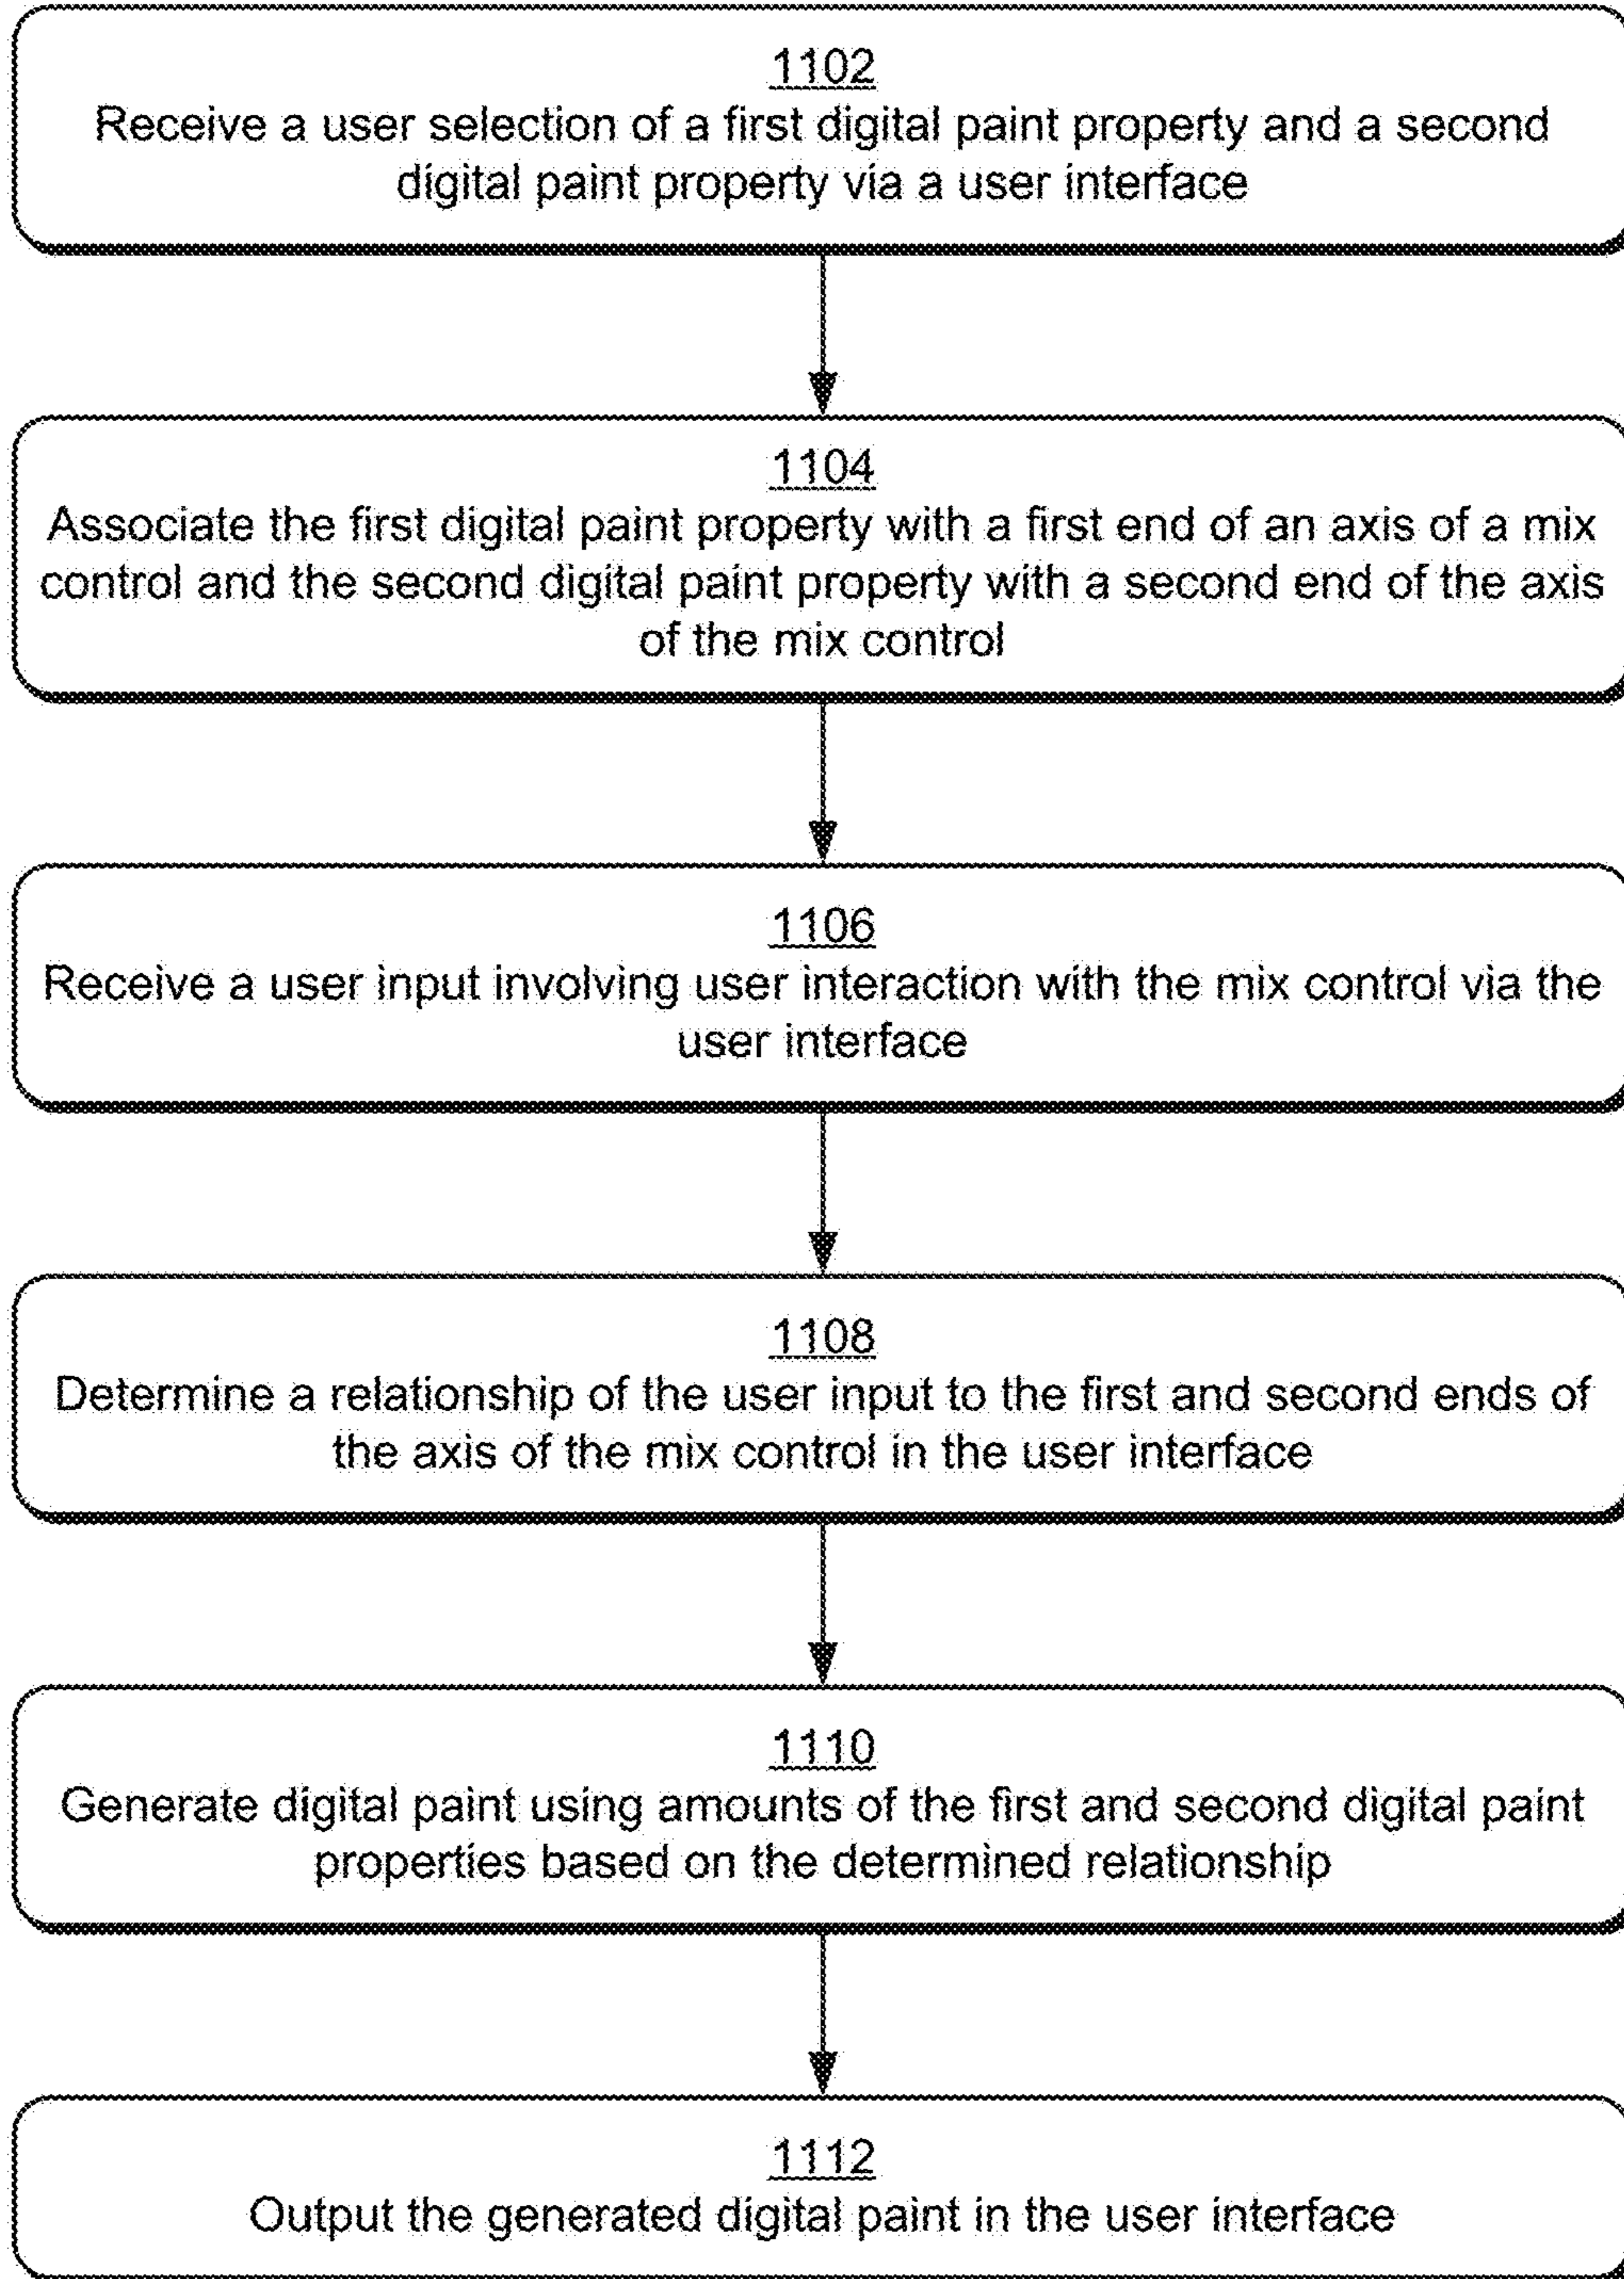 1102
Receive a user selection of a first digital paint property and a second
digital paint property via a user interface
1104
Associate the first digital paint property with a first end of an axis of a mix
control and the second digital paint property with a second end of the axis
of the mix control
1106
Receive a user input involving user interaction with the mix control via the
user interface
1108
Determine a relationship of the user input to the first and second ends of
the axis of the mix control in the user interface
1110
Generate digital paint using amounts of the first and second digital paint
properties based on the determined relationship
1112
Output the generated digital paint in the user interface